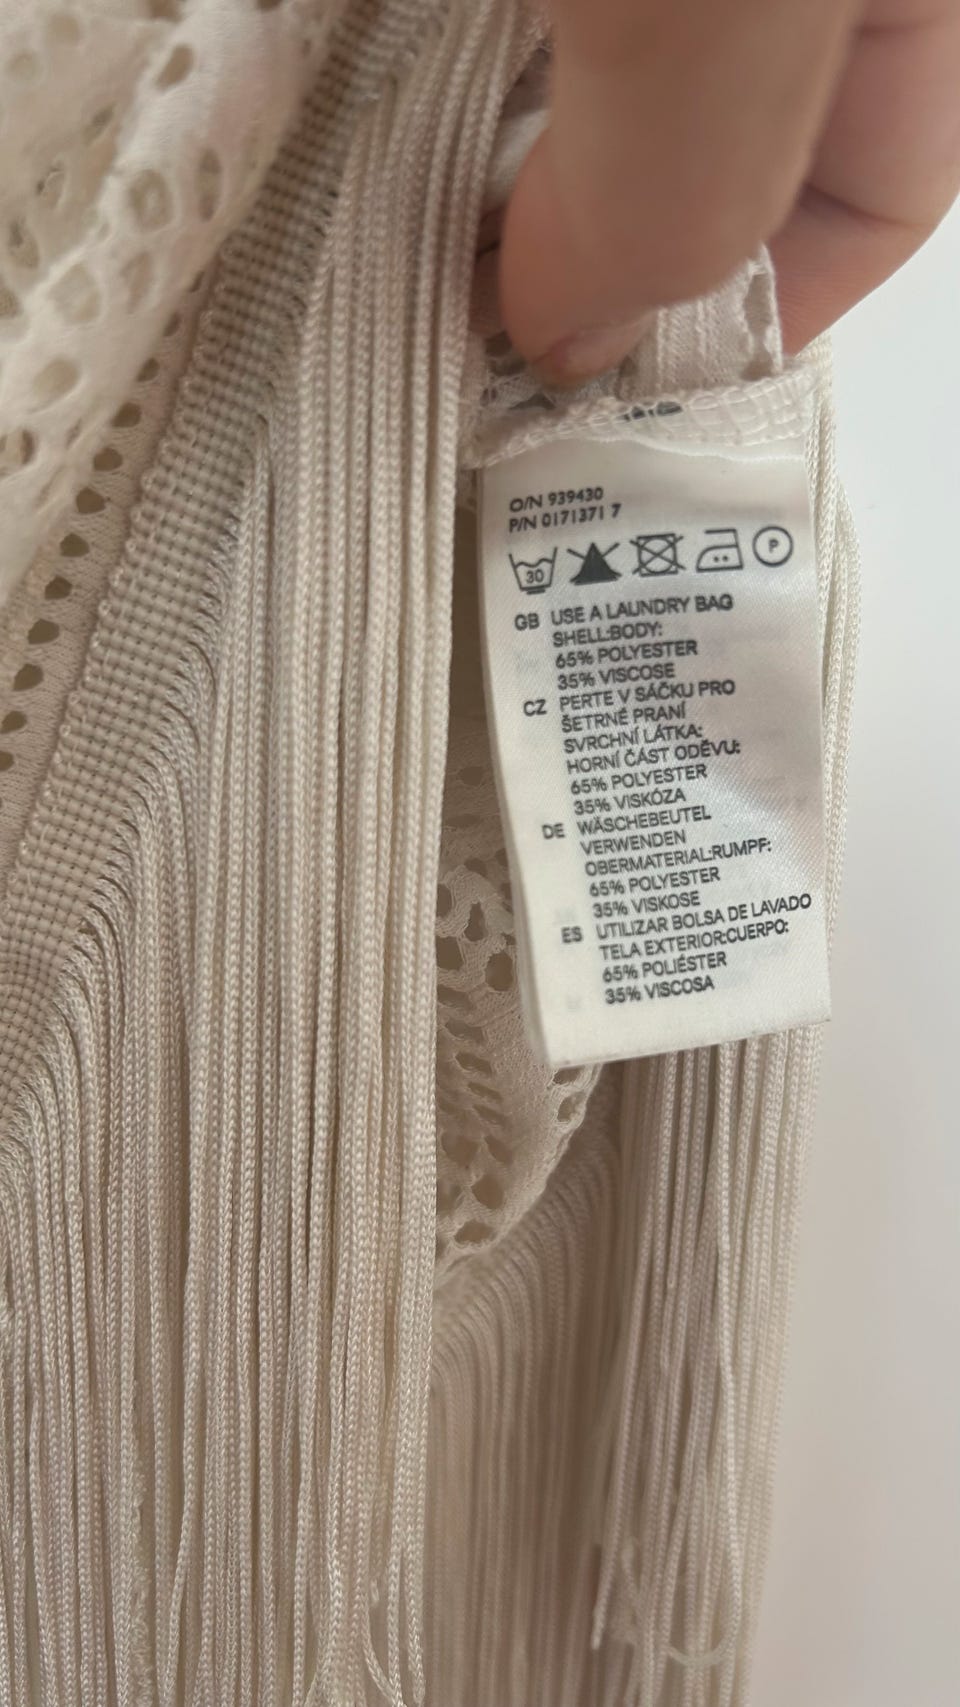 O/N 939430
P/N 0171371 7
30 P
GB USE A LAUNDRY BAG
SHELL:BODY:
65% POLYESTER
35% VISCOSE
CZ PERTE V SÁČKU PRO
ŠETRNÉ PRANÍ
SVRCHNÍ LÁTKA:
HORNÍ ČÁST ODĚVU:
65% POLYESTER
35% VISKÓZA
DE WÄSCHEBEUTEL
VERWENDEN
OBERMATERIAL:RUMPF:
65% POLYESTER
35% VISKOSE
ES UTILIZAR BOLSA DE LAVADO
TELA EXTERIOR:CUERPO:
65% POLIÉSTER
35% VISCOSA